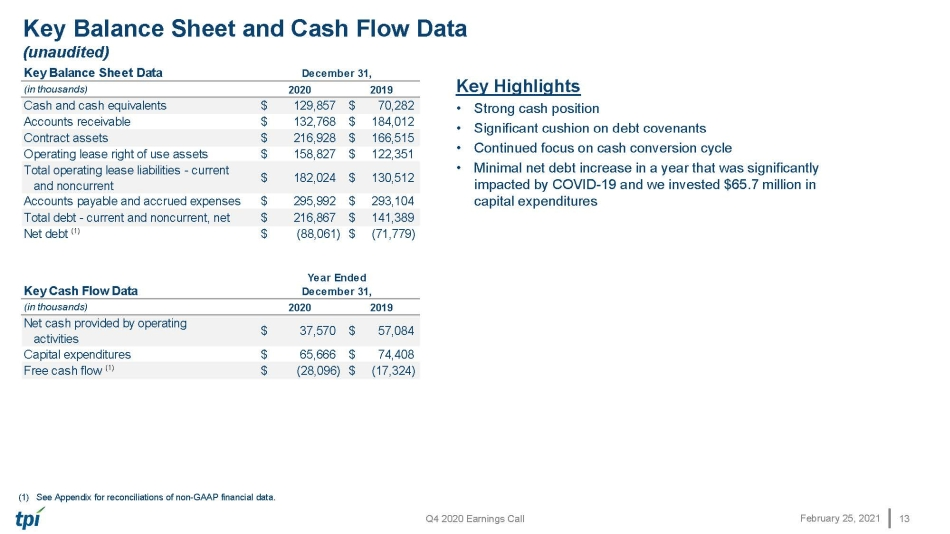 Key Balance Sheet and Cash Flow Data
(unaudited)
Key Balance Sheet Data December 31,
(in thousands) 2020 2019
Cash and cash equivalents $ 129,857 $ 70,282
Accounts receivable $ 132,768 $ 184,012
Contract assets $ 216,928 $ 166,515
Operating lease right of use assets $ 158,827 $ 122,351
Total operating lease liabilities - current
and noncurrent $ 182,024 $ 130,512
Accounts payable and accrued expenses $ 295,992 $ 293,104
Total debt - current and noncurrent, net $ 216,867 $ 141,389
Net debt (1) $ (88,061) $ (71,779)
Year Ended
Key Cash Flow Data December 31,
(in thousands) 2020 2019
Net cash provided by operating
activities $ 37,570 $ 57,084
Capital expenditures $ 65,666 $ 74,408
Free cash flow (1) $ (28,096) $ (17,324)
Key Highlights
• Strong cash position
• Significant cushion on debt covenants
• Continued focus on cash conversion cycle
• Minimal net debt increase in a year that was significantly
impacted by COVID-19 and we invested $65.7 million in
capital expenditures
(1) See Appendix for reconciliations of non-GAAP financial data.
tpi Q4 2020 Earnings Call February 25, 2021 13